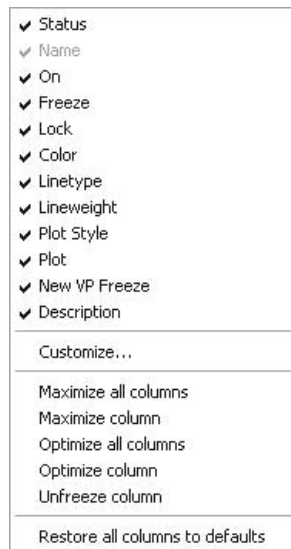 Status
Name
On
Freeze
Lock
Color
Linetype
Lineweight
Plot Style
Plot
New VP Freeze
Description
Customize...
Maximize all columns
Maximize column
Optimize all columns
Optimize column
Unfreeze column
Restore all columns to defaults